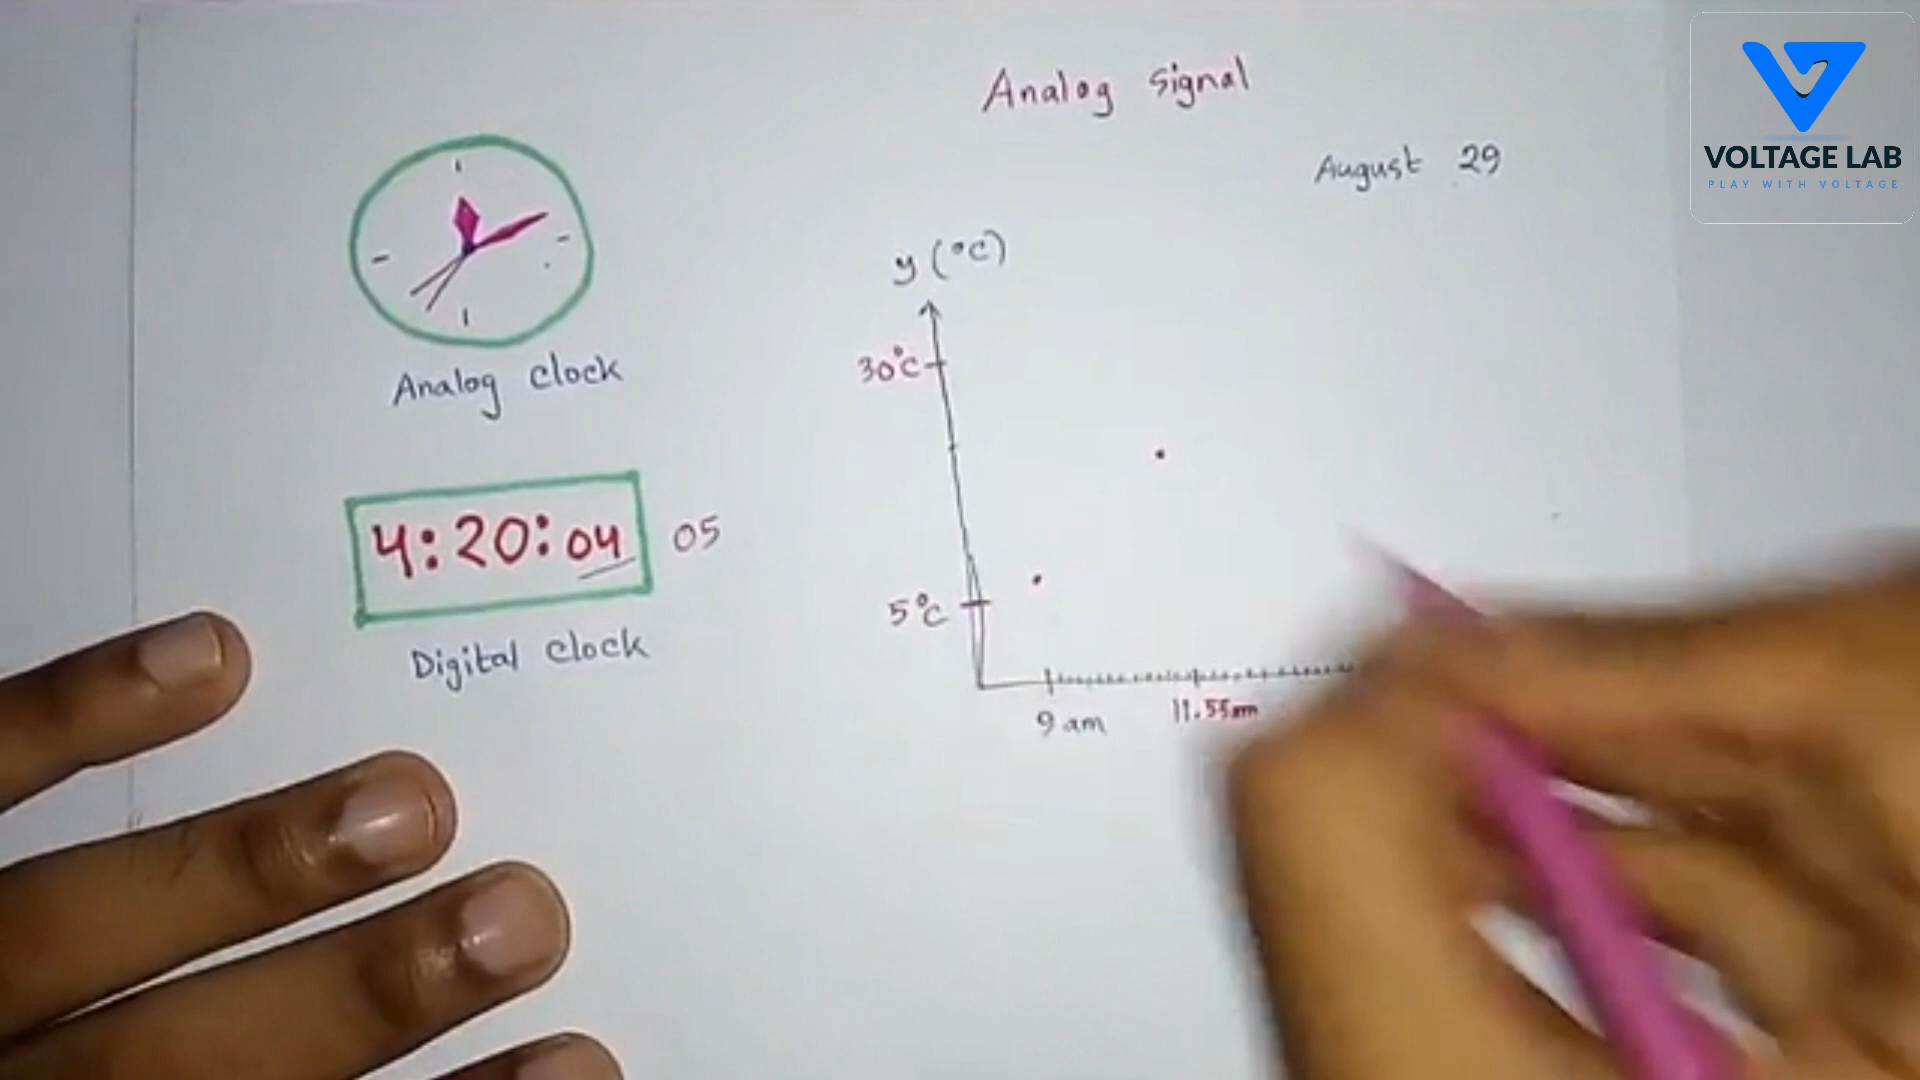 Analog Signal
August 29
VOLTAGE LAB
PLAY WITH VOLTAGE
y (°C)
30°C
Analog clock
4:20:04 05
5°C
Digital clock
9 am 11.55am